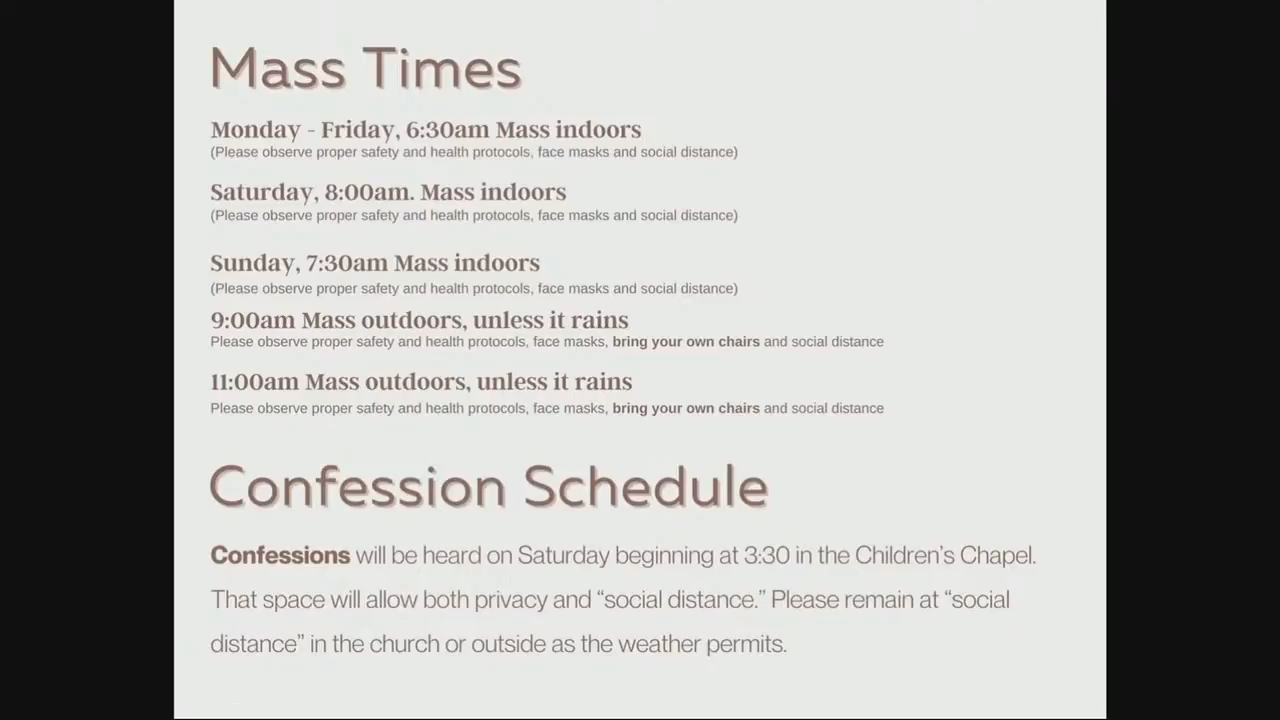 Mass Times
Monday - Friday, 6:30am Mass indoors
(Please observe proper safety and health protocols, face masks and social distance)
Saturday, 8:00am. Mass indoors
(Please observe proper safety and health protocols, face masks and social distance)
Sunday, 7:30am Mass indoors
(Please observe proper safety and health protocols, face masks and social distance)
9:00am Mass outdoors, unless it rains
Please observe proper safety and health protocols, face masks, bring your own chairs and social distance
11:00am Mass outdoors, unless it rains
Please observe proper safety and health protocols, face masks, bring your own chairs and social distance
Confession Schedule
Confessions will be heard on Saturday beginning at 3:30 in the Children’s Chapel.
That space will allow both privacy and “social distance.” Please remain at “social
distance” in the church or outside as the weather permits.